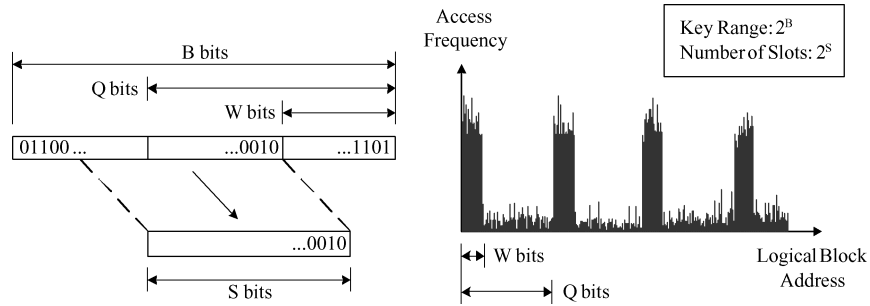 B bits
Q bits
W bits
01100 ...
...0010
...1101
...0010
S bits
Access
Frequency
Key Range: 2^B
Number of Slots: 2^S
Logical Block
Address
W bits
Q bits